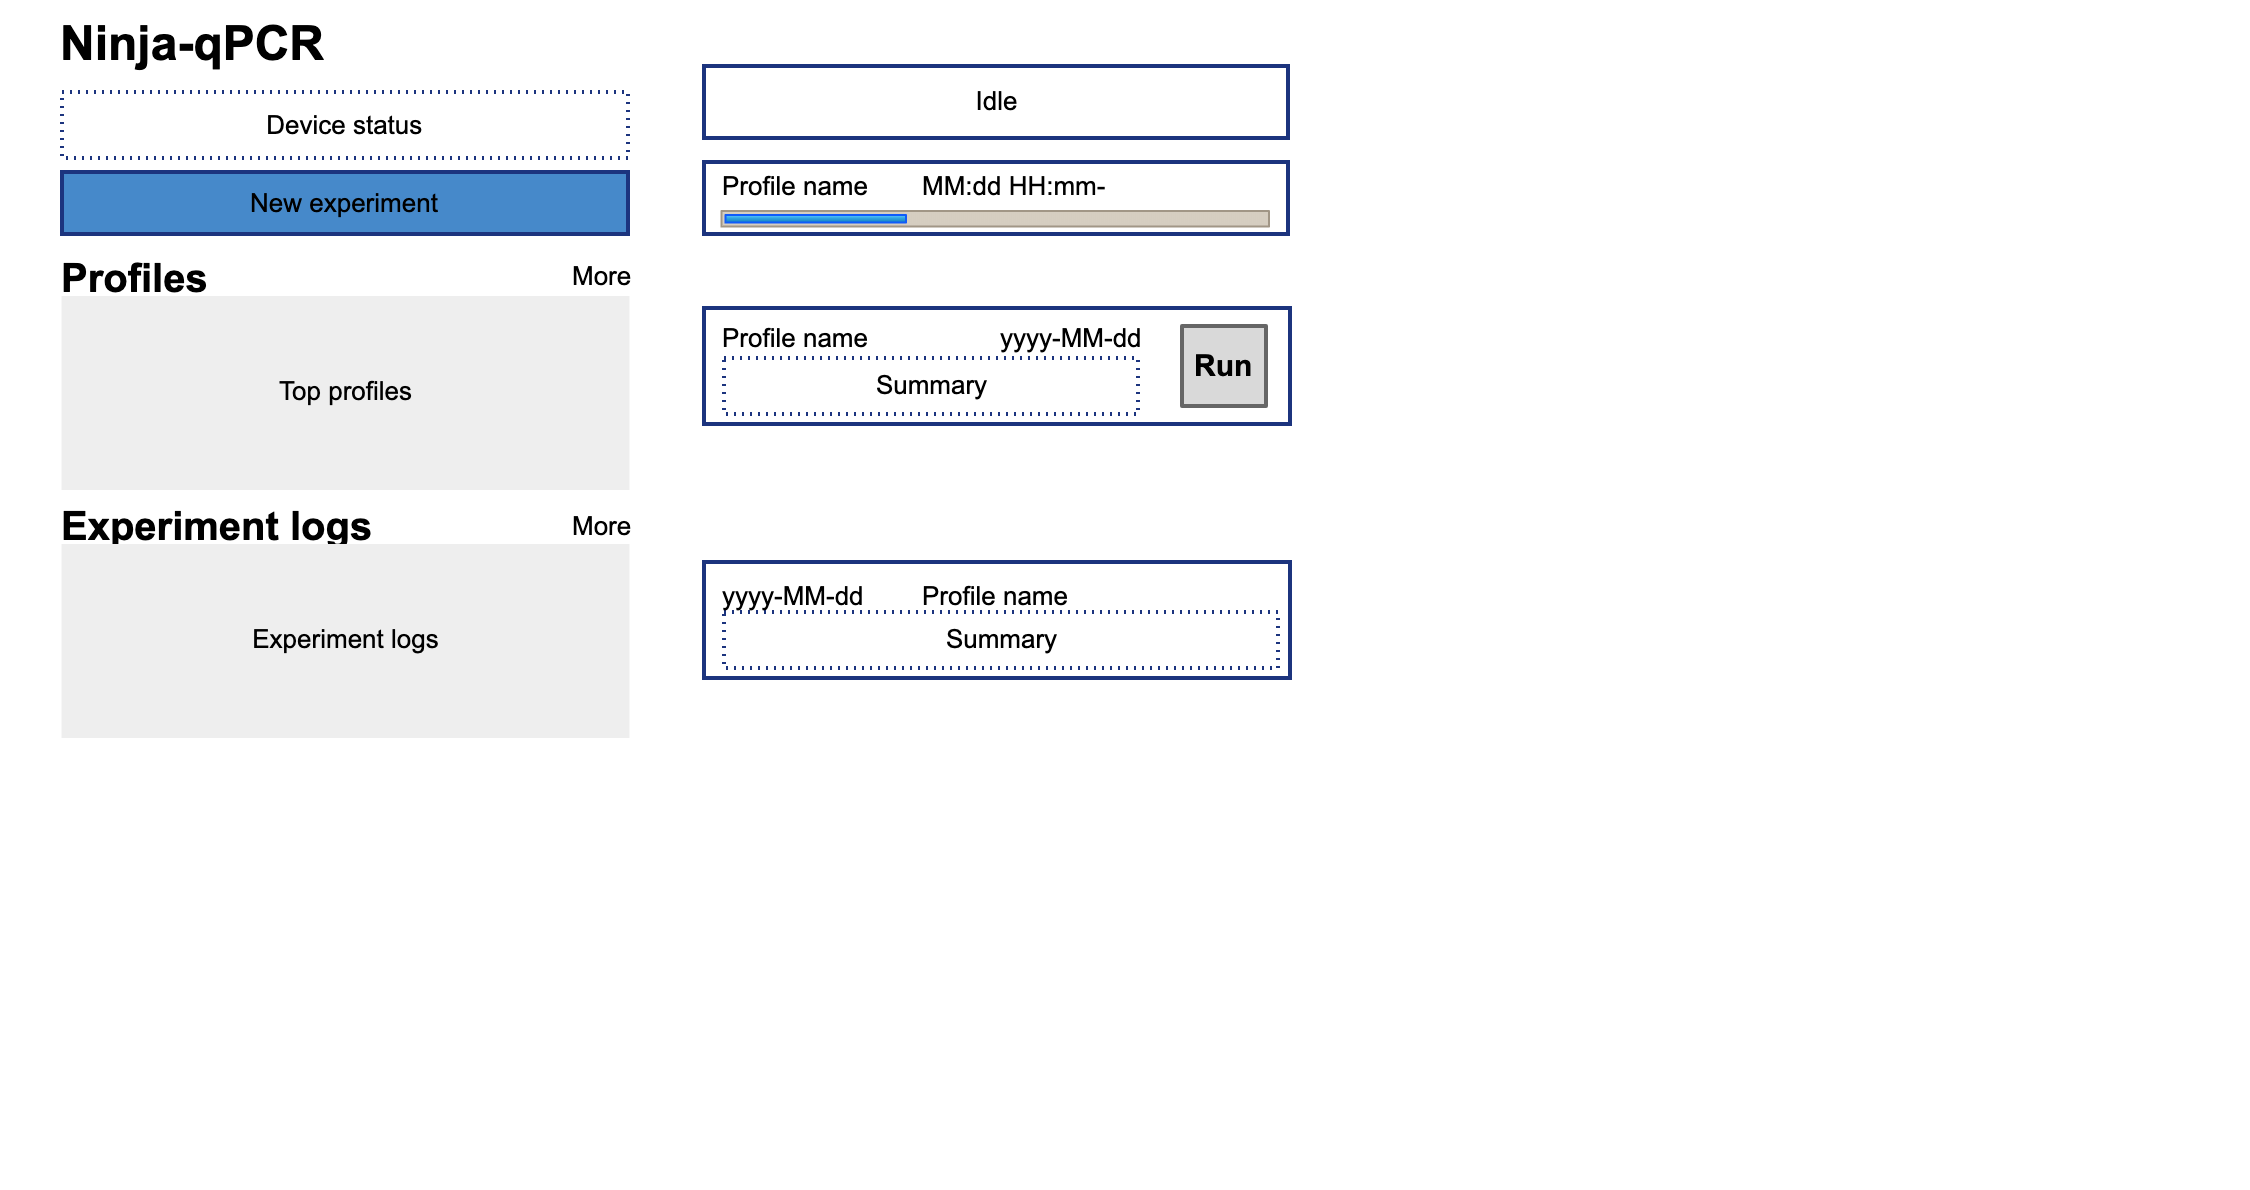 Ninja-qPCR
Device status
New experiment
Profiles
More
Top profiles
Experiment logs
More
Experiment logs
Idle
Profile name MM:dd HH:mm-
Profile name yyyy-MM-dd
Summary
Run
yyyy-MM-dd Profile name
Summary